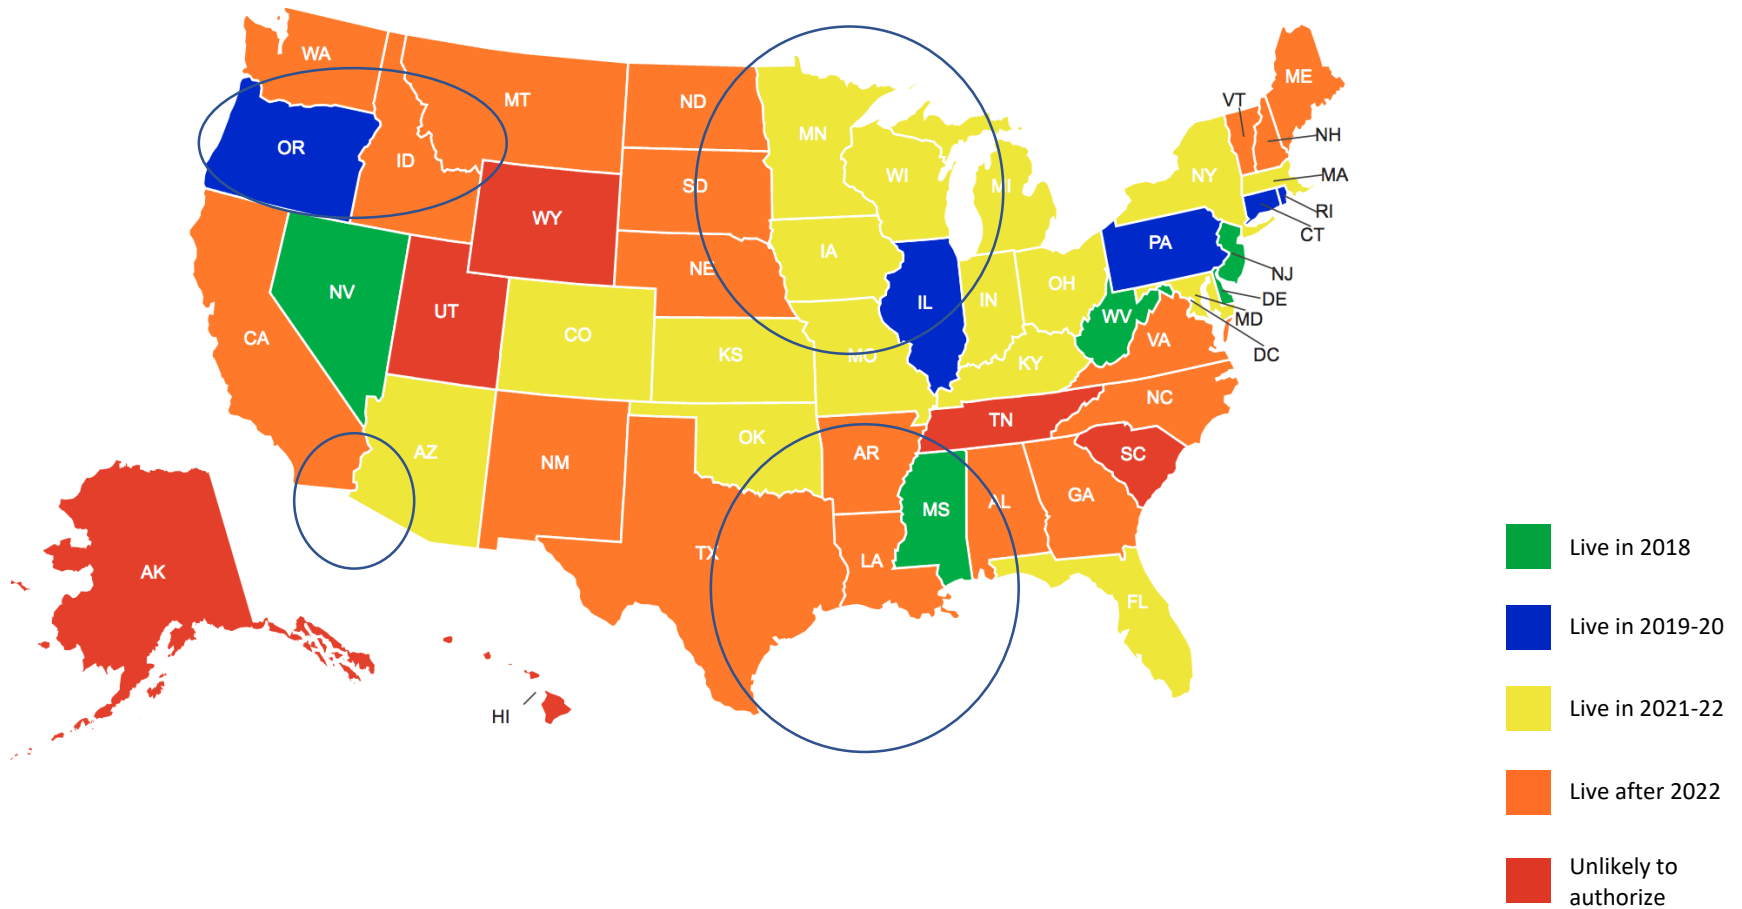 WA
MT
ND
MN
ME
VT
NH
OR
ID
SD
WI
MI
NY
MA
RI
CT
WY
NE
IA
PA
NJ
NV
UT
CO
IL
IN
OH
DE
MD
DC
WV
VA
CA
KS
MO
KY
NC
AZ
NM
OK
AR
TN
SC
TX
LA
MS
AL
GA
FL
AK
HI
Live in 2018
Live in 2019-20
Live in 2021-22
Live after 2022
Unlikely to
authorize